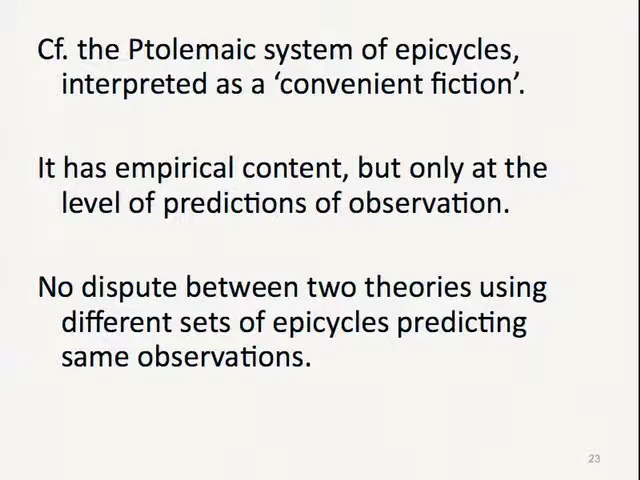 Cf. the Ptolemaic system of epicycles,
interpreted as a ‘convenient fiction’.
It has empirical content, but only at the
level of predictions of observation.
No dispute between two theories using
different sets of epicycles predicting
same observations.
23